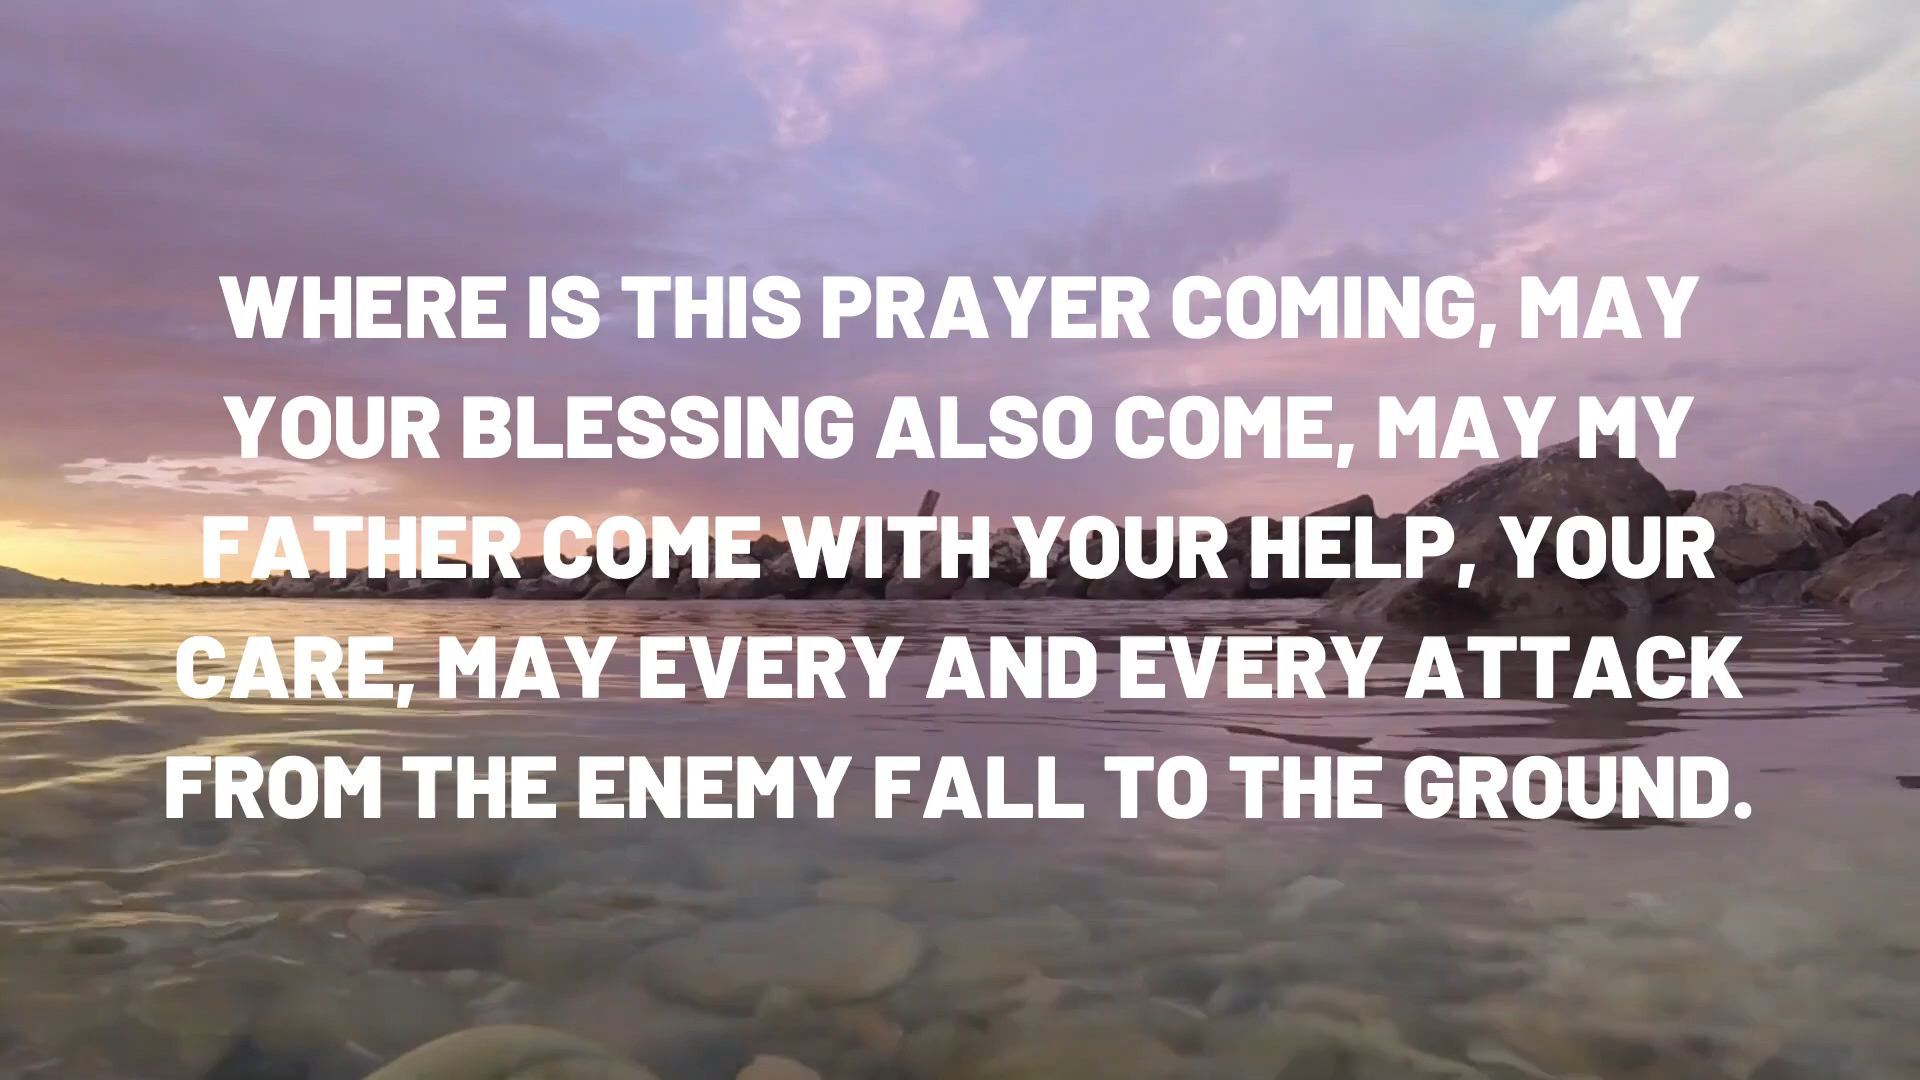 WHERE IS THIS PRAYER COMING, MAY
YOUR BLESSING ALSO COME, MAY MY
FATHER COME WITH YOUR HELP, YOUR
CARE, MAY EVERY AND EVERY ATTACK
FROM THE ENEMY FALL TO THE GROUND.